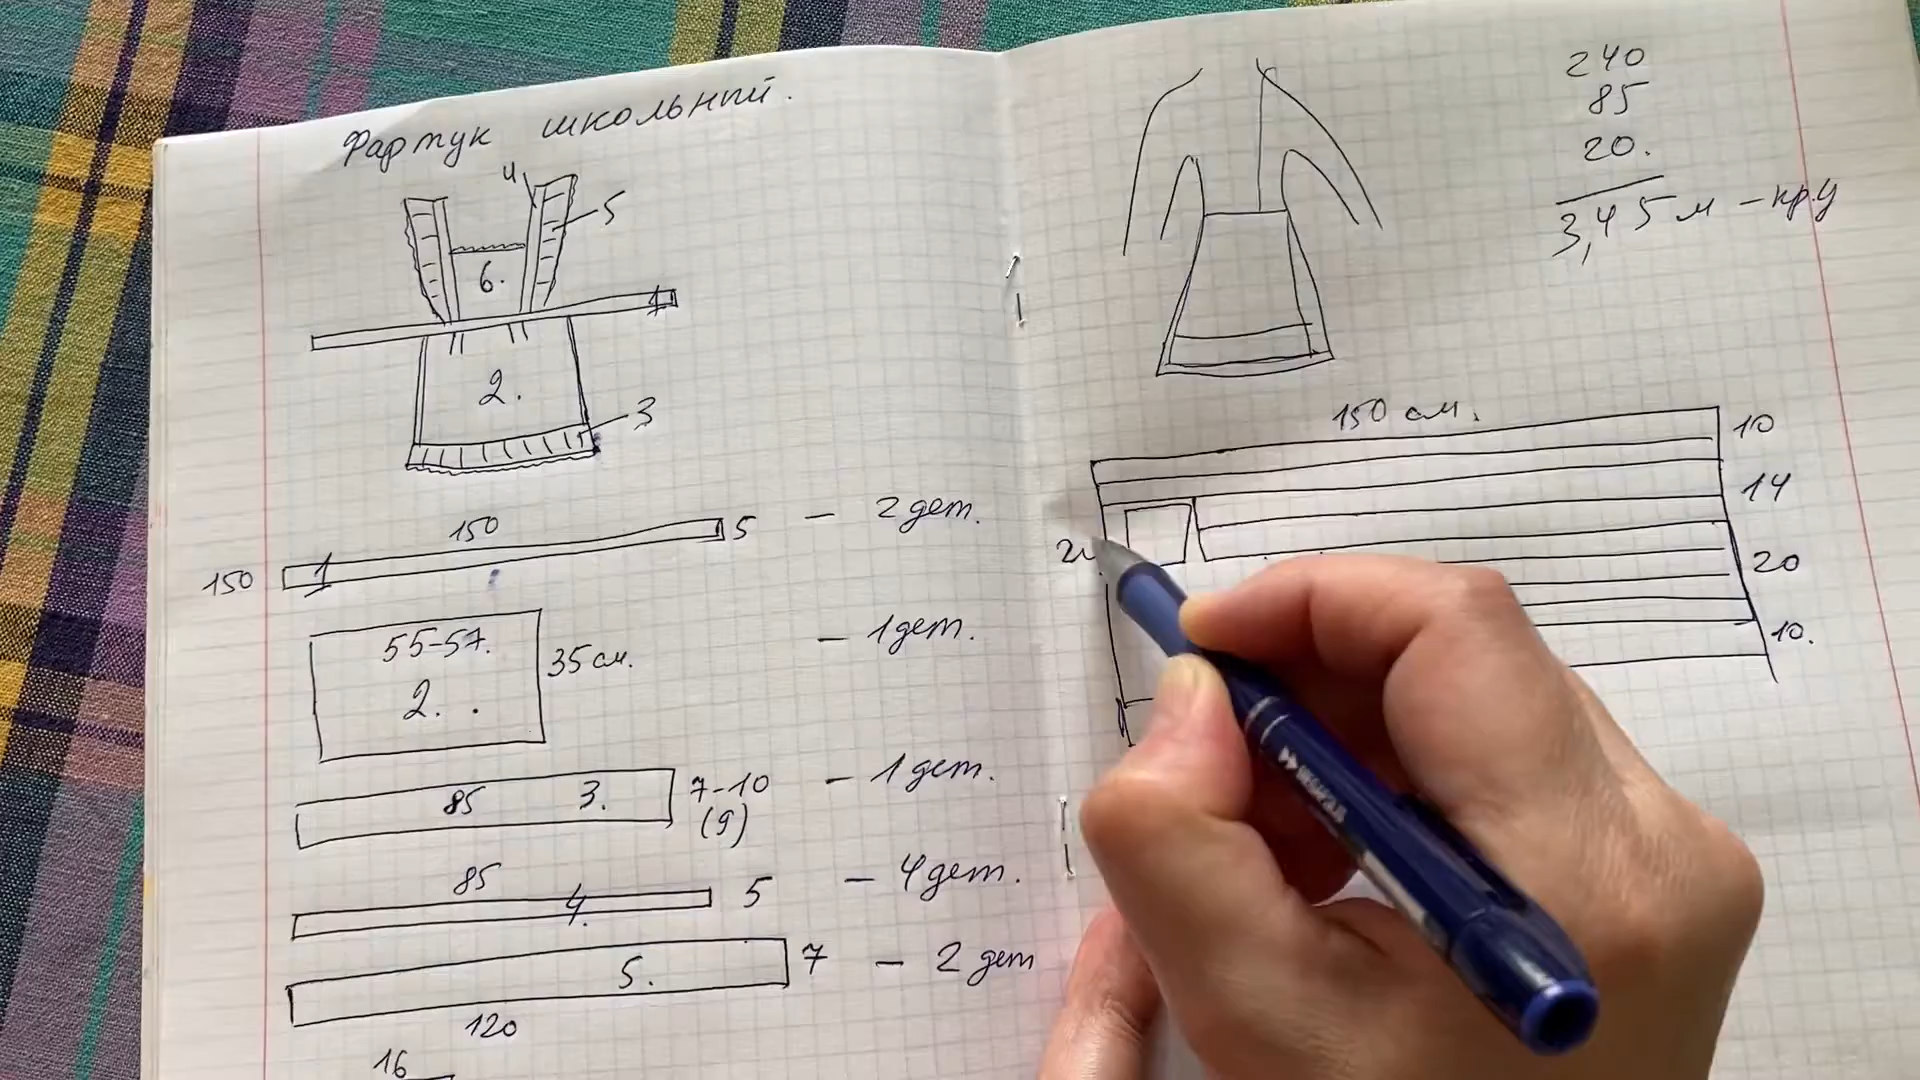 Фартук школьный.
4
5
6.
1
2.
3
150
5 - 2 дет.
150 1
55-57. - 1 дет.
35 см.
2.
85 3. 7-10 - 1 дет.
(9)
85
4. 5 - 4 дет.
5. 7 - 2 дет
120
16
240
85
20.
3,45 м - кр.у
150 см.
10
14
20
10.